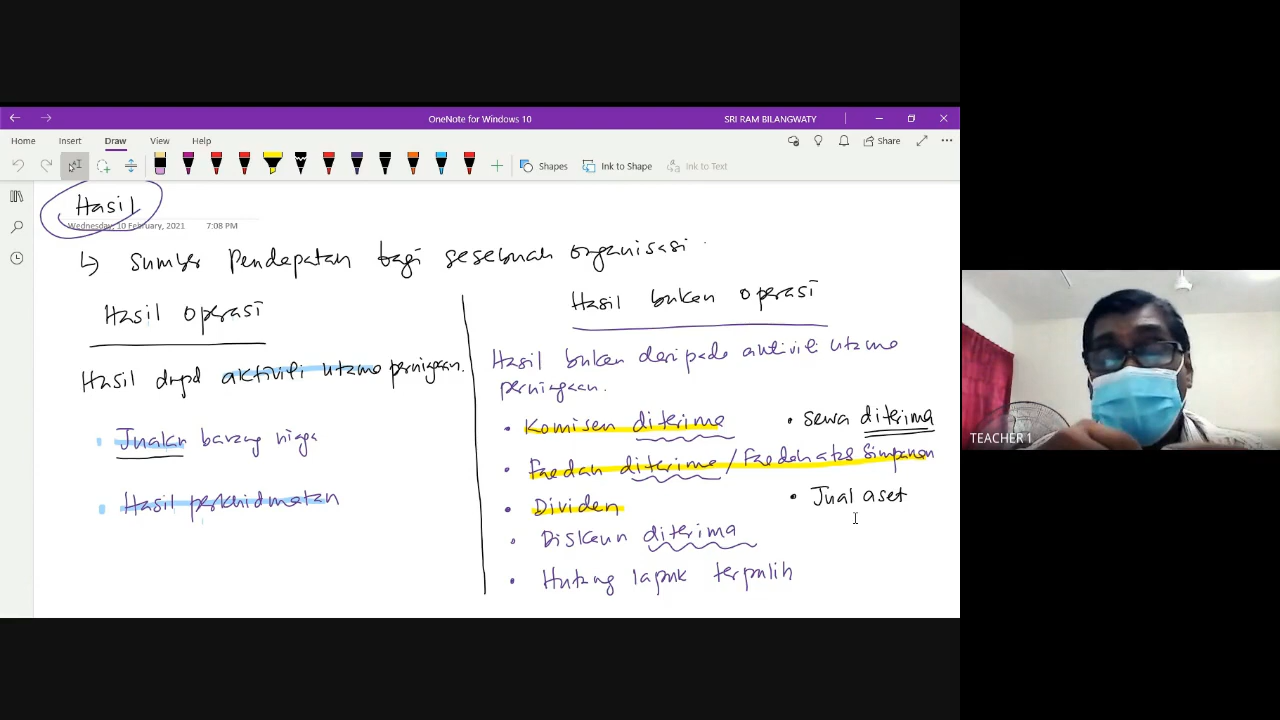 OneNote for Windows 10
SRI RAM BILANGWATY
Home Insert Draw View Help
Share
Shapes
Ink to Shape
Ink to Text
Hasil
Wednesday, 10 February, 2021 7:08 PM
↳ Sumber Pendapatan bagi sesebuah organisasi.
Hasil operasi
Hasil drpd aktiviti utama perniagaan.
• Jualan barang niaga
• Hasil perkhidmatan
Hasil bukan operasi
Hasil bukan daripada aktiviti utama
perniagaan.
• Komisen diterima
• Faedah diterima / Faedah atas Simpanan
• Dividen
• Diskaun diterima
• Hutang lapuk terpulih
• Sewa diterima
• Jual aset
TEACHER 1